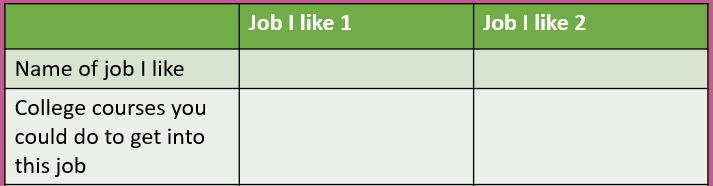 Job I like 1
Job I like 2
Name of job I like
College courses you
could do to get into
this job